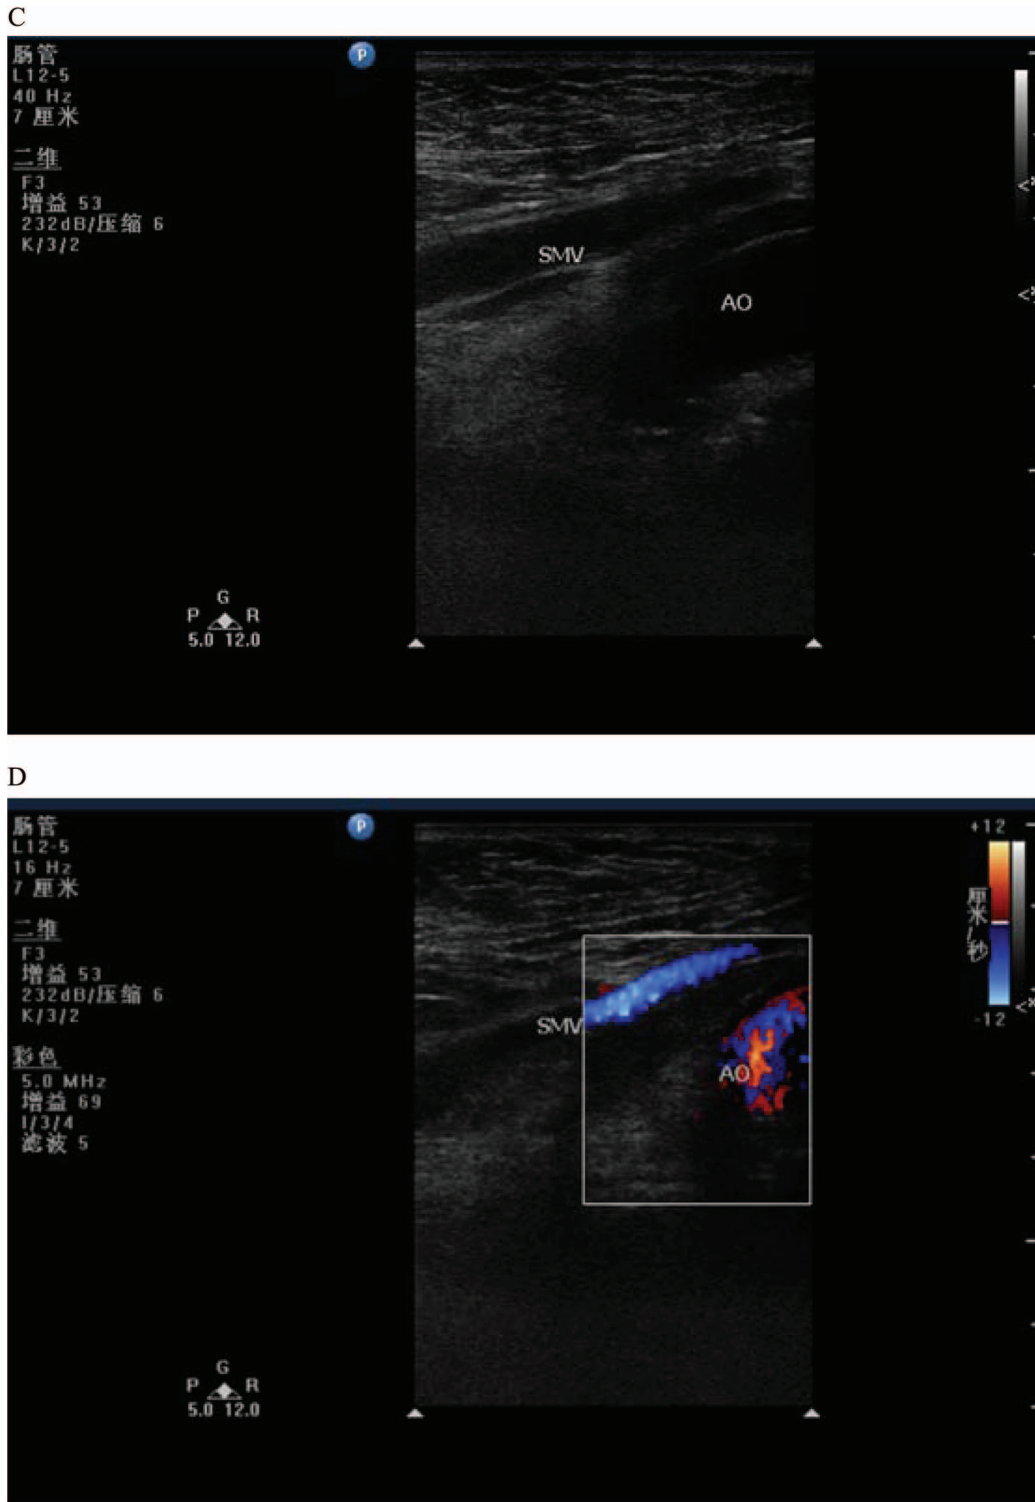 C
肠管
L12-5
40 Hz
7 厘米
二维
F3
增益 53
232dB/压缩 6
K/3/2
P
SMV
AO
G
P R
5.0 12.0
D
肠管
L12-5
16 Hz
7 厘米
二维
F3
增益 53
232dB/压缩 6
K/3/2
彩色
5.0 MHz
增益 69
I/3/4
滤波 5
P
+12
厘米/秒
-12
SMV
AO
G
P R
5.0 12.0